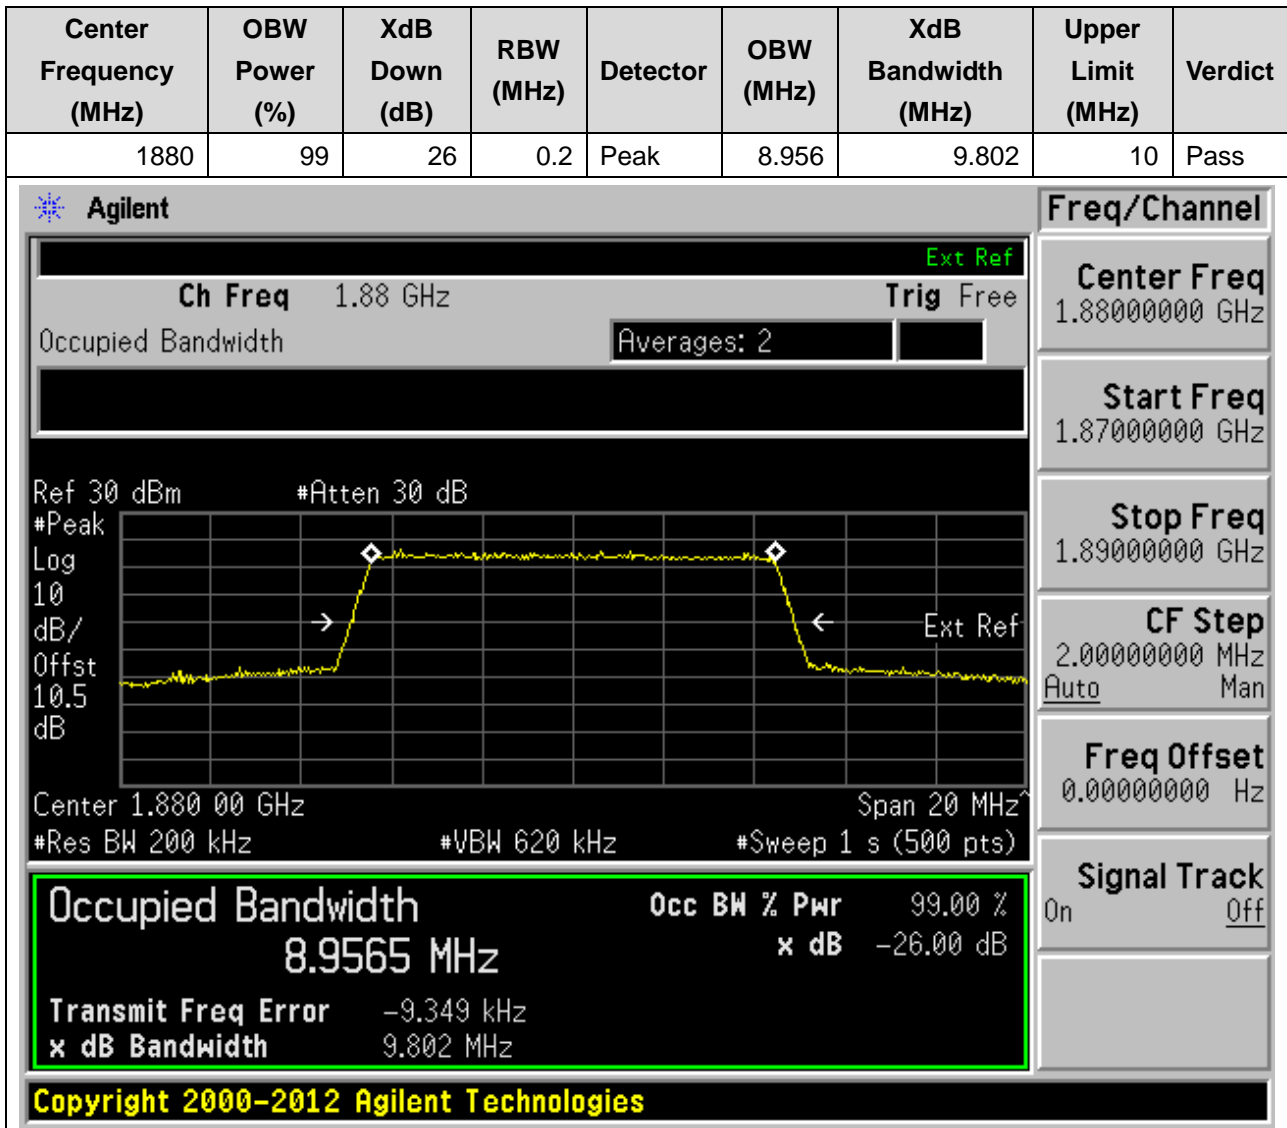 Center Frequency (MHz) OBW Power (%) XdB Down (dB) RBW (MHz) Detector OBW (MHz) XdB Bandwidth (MHz) Upper Limit (MHz) Verdict
1880 99 26 0.2 Peak 8.956 9.802 10 Pass
Agilent
Freq/Channel
Ext Ref
Ch Freq 1.88 GHz Trig Free
Occupied Bandwidth Averages: 2
Center Freq
1.88000000 GHz
Start Freq
1.87000000 GHz
Stop Freq
1.89000000 GHz
CF Step
2.00000000 MHz
Auto Man
Freq Offset
0.00000000 Hz
Signal Track
On Off
Ref 30 dBm #Atten 30 dB
#Peak
Log
10
dB/
Offst
10.5
dB
Ext Ref
Center 1.880 00 GHz Span 20 MHz^
#Res BW 200 kHz #VBW 620 kHz #Sweep 1 s (500 pts)
Occupied Bandwidth
8.9565 MHz
Occ BW % Pwr 99.00 %
x dB -26.00 dB
Transmit Freq Error -9.349 kHz
x dB Bandwidth 9.802 MHz
Copyright 2000-2012 Agilent Technologies